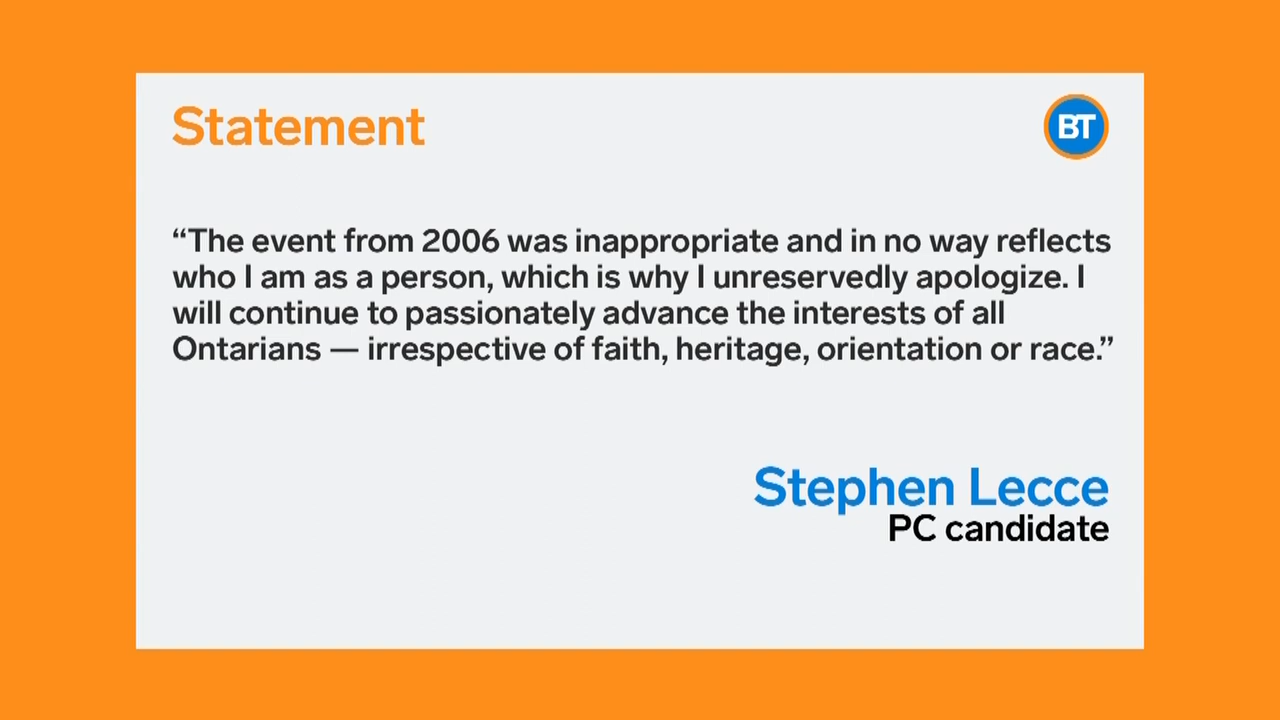 Statement
BT
“The event from 2006 was inappropriate and in no way reflects
who I am as a person, which is why I unreservedly apologize. I
will continue to passionately advance the interests of all
Ontarians — irrespective of faith, heritage, orientation or race.”
Stephen Lecce
PC candidate